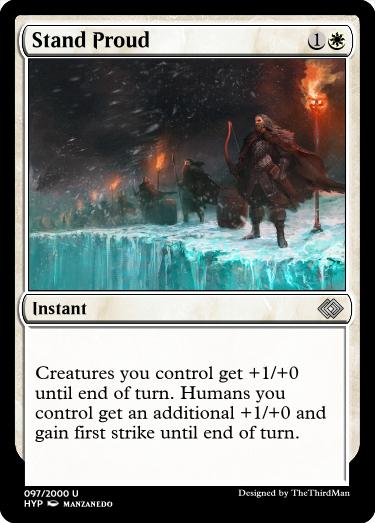 Stand Proud 1
Instant
Creatures you control get +1/+0
until end of turn. Humans you
control get an additional +1/+0 and
gain first strike until end of turn.
097/2000 U
HYP MANZANEDO
Designed by TheThirdMan